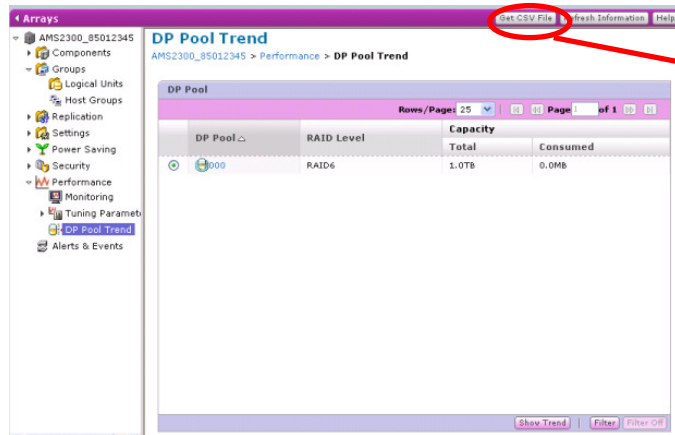 Arrays
Get CSV File Refresh Information Help
AMS2300_85012345
Components
Groups
Logical Units
Host Groups
Replication
Settings
Power Saving
Security
Performance
Monitoring
Tuning Paramet
DP Pool Trend
Alerts & Events
DP Pool Trend
AMS2300_85012345 > Performance > DP Pool Trend
DP Pool
Rows/Page: 25 Page 1 of 1
DP Pool RAID Level Capacity
Total Consumed
000 RAID6 1.0TB 0.0MB
Show Trend | Filter Filter Off